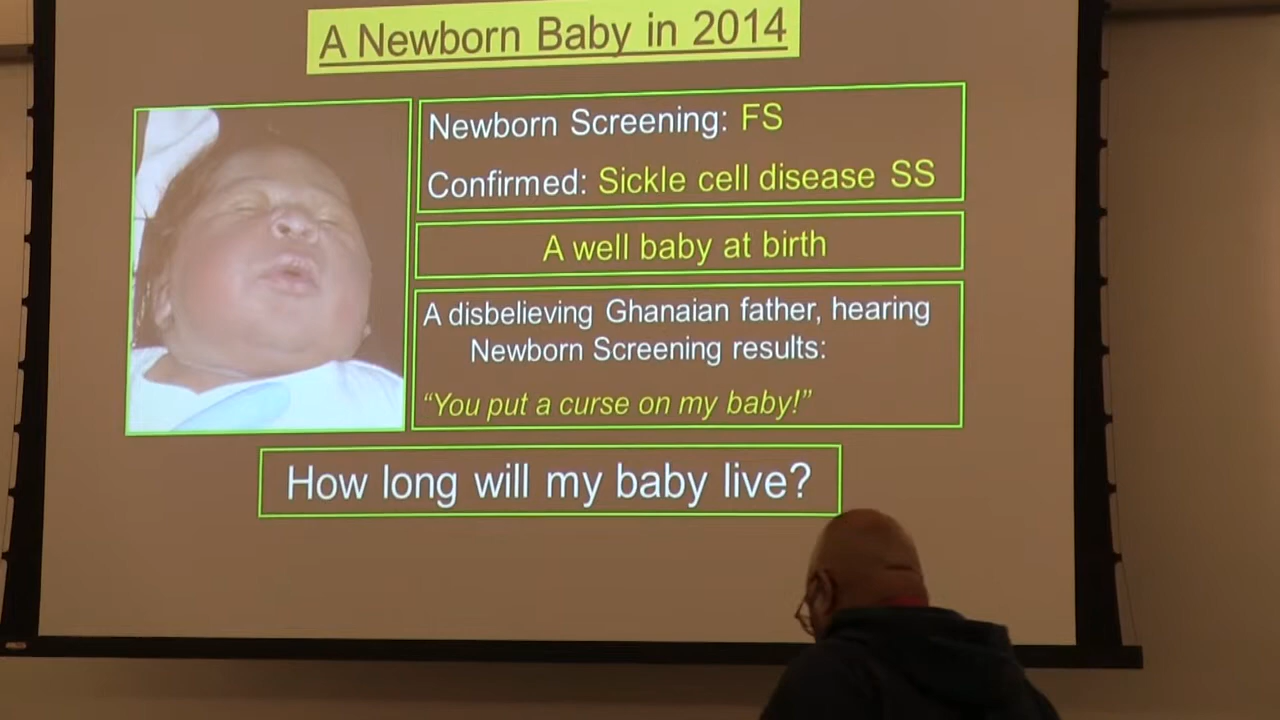 A Newborn Baby in 2014
Newborn Screening: FS
Confirmed: Sickle cell disease SS
A well baby at birth
A disbelieving Ghanaian father, hearing
Newborn Screening results:
“You put a curse on my baby!”
How long will my baby live?